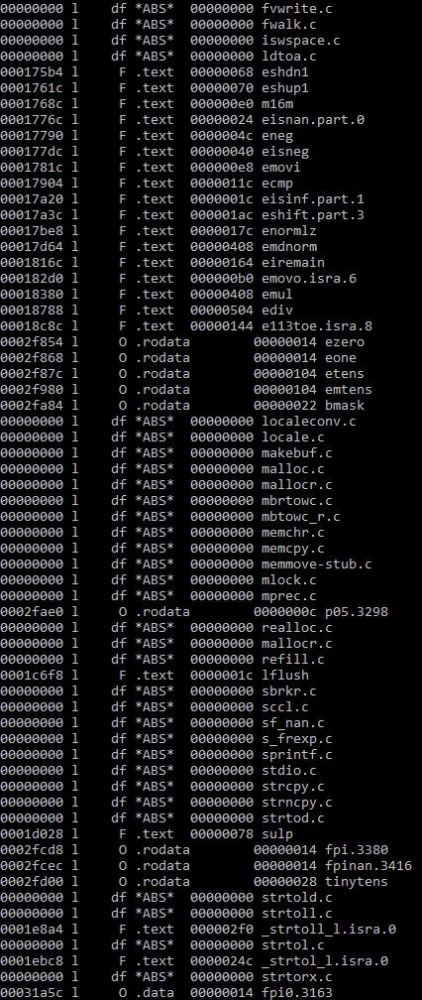 00000000 l    df *ABS*  00000000 fvwrite.c
00000000 l    df *ABS*  00000000 fwalk.c
00000000 l    df *ABS*  00000000 iswspace.c
00000000 l    df *ABS*  00000000 ldtoa.c
000175b4 l     F .text  00000068 eshdn1
0001761c l     F .text  00000070 eshup1
0001768c l     F .text  000000e0 m16m
0001776c l     F .text  00000024 eisnan.part.0
00017790 l     F .text  0000004c eneg
000177dc l     F .text  00000040 eisneg
0001781c l     F .text  000000e8 emovi
00017904 l     F .text  0000011c ecmp
00017a20 l     F .text  0000001c eisinf.part.1
00017a3c l     F .text  000001ac eshift.part.3
00017be8 l     F .text  0000017c enormlz
00017d64 l     F .text  00000408 emdnorm
0001816c l     F .text  00000164 eiremain
000182d0 l     F .text  000000b0 emovo.isra.6
00018380 l     F .text  00000408 emul
00018788 l     F .text  00000504 ediv
00018c8c l     F .text  00000144 e113toe.isra.8
0002f854 l     O .rodata        00000014 ezero
0002f868 l     O .rodata        00000014 eone
0002f87c l     O .rodata        00000104 etens
0002f980 l     O .rodata        00000104 emtens
0002fa84 l     O .rodata        00000022 bmask
00000000 l    df *ABS*  00000000 localeconv.c
00000000 l    df *ABS*  00000000 locale.c
00000000 l    df *ABS*  00000000 makebuf.c
00000000 l    df *ABS*  00000000 malloc.c
00000000 l    df *ABS*  00000000 mallocr.c
00000000 l    df *ABS*  00000000 mbrtowc.c
00000000 l    df *ABS*  00000000 mbtowc_r.c
00000000 l    df *ABS*  00000000 memchr.c
00000000 l    df *ABS*  00000000 memcpy.c
00000000 l    df *ABS*  00000000 memmove-stub.c
00000000 l    df *ABS*  00000000 mlock.c
00000000 l    df *ABS*  00000000 mprec.c
0002fae0 l     O .rodata        0000000c p05.3298
00000000 l    df *ABS*  00000000 realloc.c
00000000 l    df *ABS*  00000000 mallocr.c
00000000 l    df *ABS*  00000000 refill.c
0001c6f8 l     F .text  0000001c lflush
00000000 l    df *ABS*  00000000 sbrkr.c
00000000 l    df *ABS*  00000000 sccl.c
00000000 l    df *ABS*  00000000 sf_nan.c
00000000 l    df *ABS*  00000000 s_frexp.c
00000000 l    df *ABS*  00000000 sprintf.c
00000000 l    df *ABS*  00000000 stdio.c
00000000 l    df *ABS*  00000000 strcpy.c
00000000 l    df *ABS*  00000000 strncpy.c
00000000 l    df *ABS*  00000000 strtod.c
0001d028 l     F .text  00000078 sulp
0002fcd8 l     O .rodata        00000014 fpi.3380
0002fcec l     O .rodata        00000014 fpinan.3416
0002fd00 l     O .rodata        00000028 tinytens
00000000 l    df *ABS*  00000000 strtold.c
00000000 l    df *ABS*  00000000 strtoll.c
0001e8a4 l     F .text  000002f0 _strtoll_l.isra.0
00000000 l    df *ABS*  00000000 strtol.c
0001ebc8 l     F .text  0000024c _strtol_l.isra.0
00000000 l    df *ABS*  00000000 strtorx.c
00031a5c l     O .data  00000014 fpi0.3163